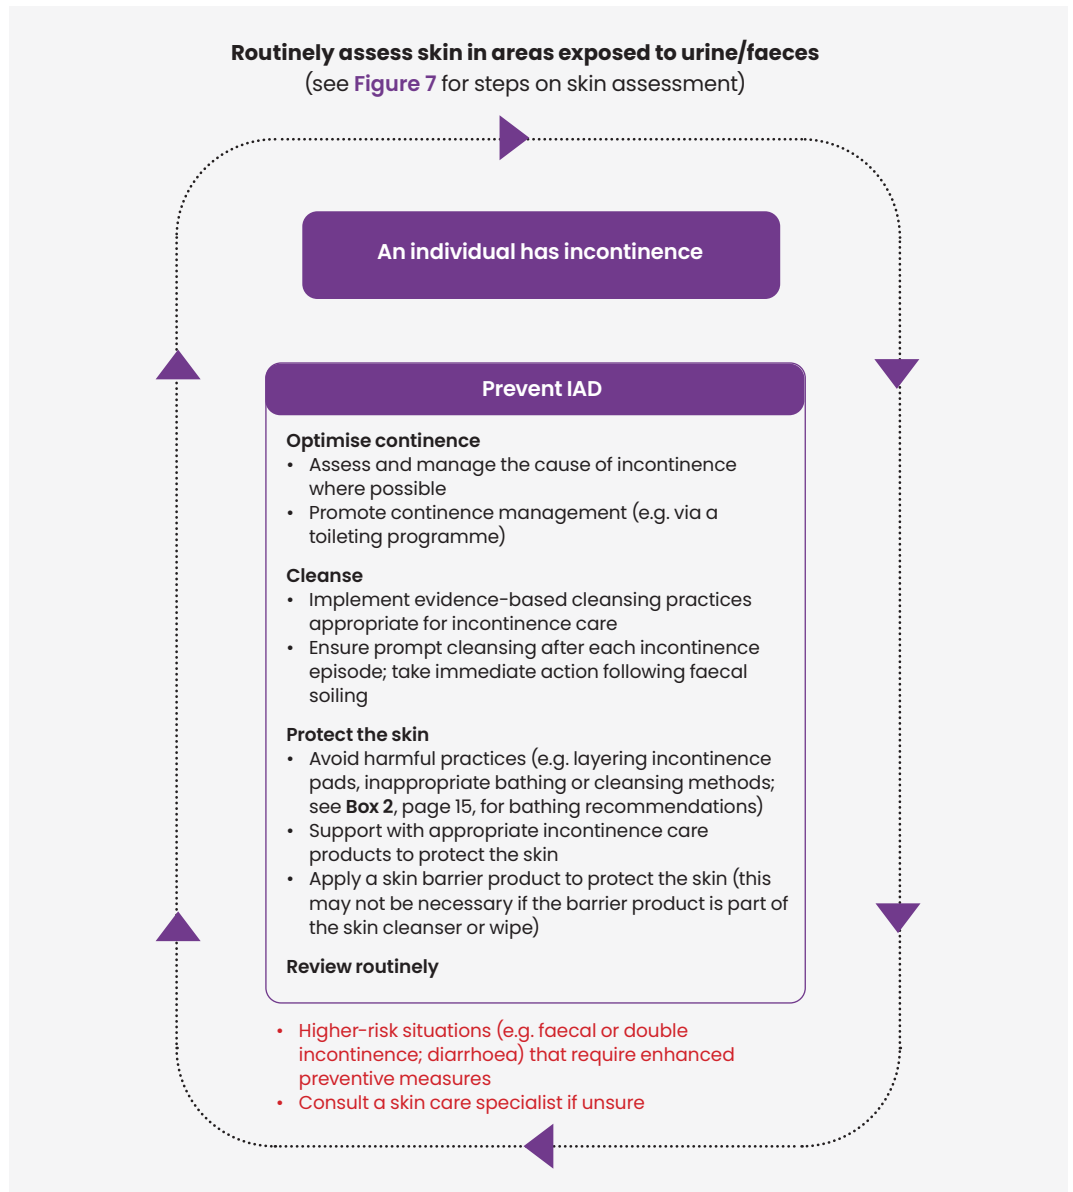 Routinely assess skin in areas exposed to urine/faeces
(see Figure 7 for steps on skin assessment)
An individual has incontinence
Prevent IAD
Optimise continence
• Assess and manage the cause of incontinence
where possible
• Promote continence management (e.g. via a
toileting programme)
Cleanse
• Implement evidence-based cleansing practices
appropriate for incontinence care
• Ensure prompt cleansing after each incontinence
episode; take immediate action following faecal
soiling
Protect the skin
• Avoid harmful practices (e.g. layering incontinence
pads, inappropriate bathing or cleansing methods;
see Box 2, page 15, for bathing recommendations)
• Support with appropriate incontinence care
products to protect the skin
• Apply a skin barrier product to protect the skin (this
may not be necessary if the barrier product is part of
the skin cleanser or wipe)
Review routinely
• Higher-risk situations (e.g. faecal or double
incontinence; diarrhoea) that require enhanced
preventive measures
• Consult a skin care specialist if unsure